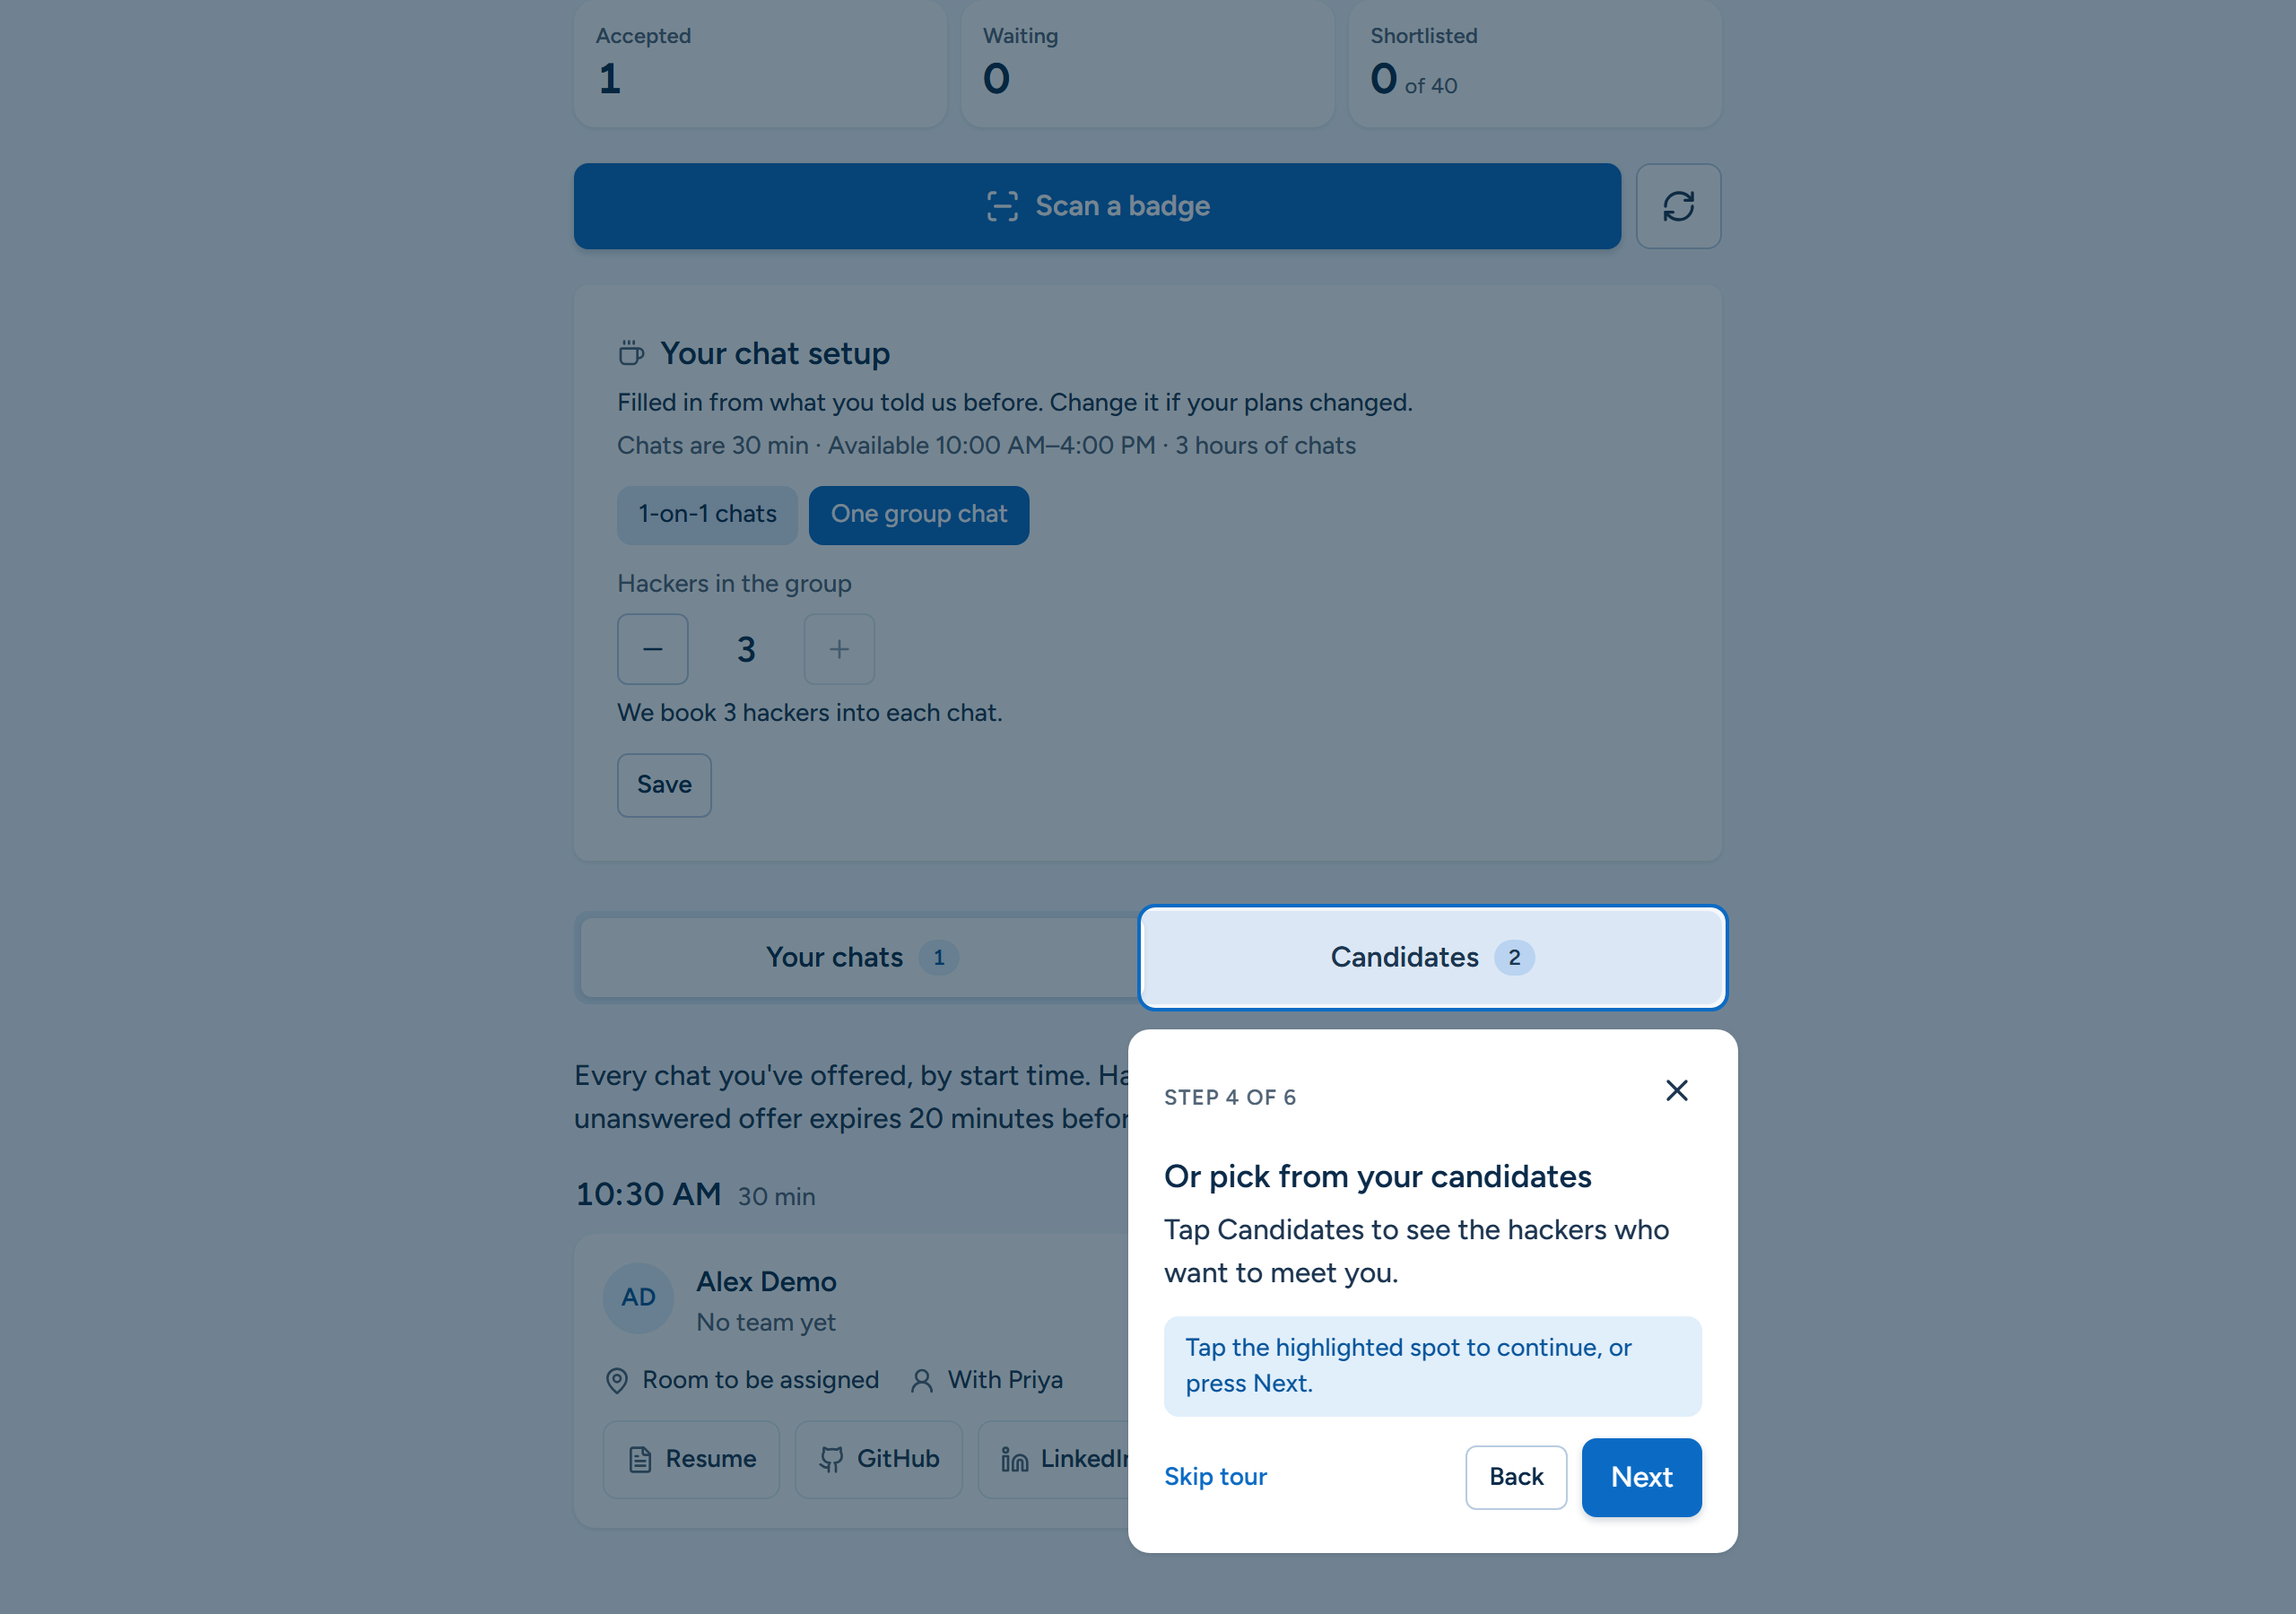 Accepted
1
Waiting
0
Shortlisted
0 of 40
Scan a badge
Your chat setup
Filled in from what you told us before. Change it if your plans changed.
Chats are 30 min · Available 10:00 AM–4:00 PM · 3 hours of chats
1-on-1 chats
One group chat
Hackers in the group
3
We book 3 hackers into each chat.
Save
Your chats 1
Candidates 2
Every chat you've offered, by start time.
unanswered offer expires 20 minutes
10:30 AM 30 min
AD
Alex Demo
No team yet
Room to be assigned
With Priya
Resume
GitHub
STEP 4 OF 6
Or pick from your candidates
Tap Candidates to see the hackers who
want to meet you.
Tap the highlighted spot to continue, or
press Next.
Skip tour
Back
Next